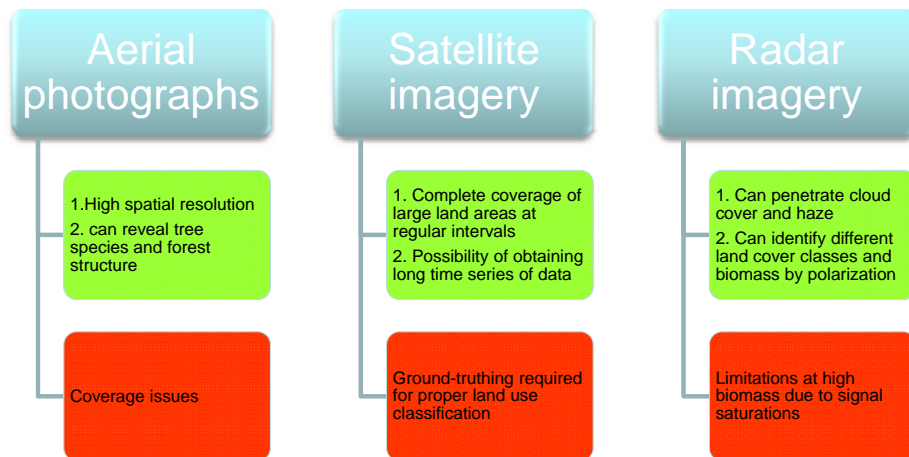 Aerial
photographs
1.High spatial resolution
2. can reveal tree
species and forest
structure
Coverage issues
Satellite
imagery
1. Complete coverage of
large land areas at
regular intervals
2. Possibility of obtaining
long time series of data
Ground-truthing required
for proper land use
classification
Radar
imagery
1. Can penetrate cloud
cover and haze
2. Can identify different
land cover classes and
biomass by polarization
Limitations at high
biomass due to signal
saturations